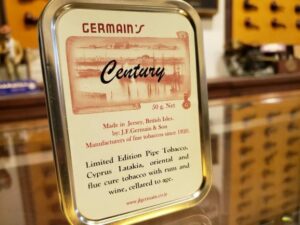 GERMAIN'S
Century
50 g. Net
Made in Jersey, British Isles.
by: J.F.Germain & Son
Manufacturers of fine tobaccos since 1820.
Limited Edition Pipe Tobacco,
Cyprus Latakia, oriental and
flue cure tobacco with rum and
wine, cellared to age.